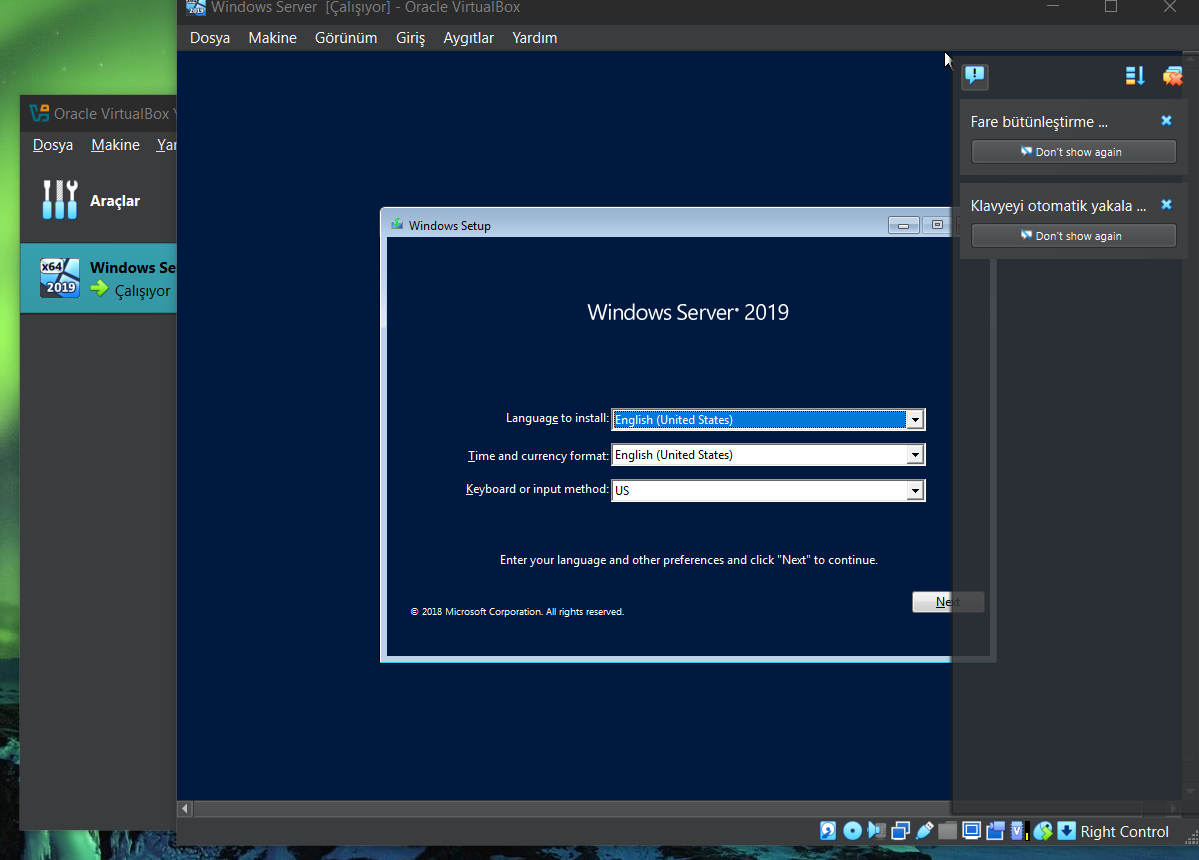 Windows Server [Çalışıyor] - Oracle VirtualBox
Dosya Makine Görünüm Giriş Aygıtlar Yardım
Oracle VirtualBox
Dosya Makine Yar
Araçlar
x64
2019
Windows Se
Çalışıyor
Fare bütünleştirme ...
Don't show again
Klavyeyi otomatik yakala ...
Don't show again
Windows Setup
Windows Server® 2019
Language to install: English (United States)
Time and currency format: English (United States)
Keyboard or input method: US
Enter your language and other preferences and click "Next" to continue.
Next
© 2018 Microsoft Corporation. All rights reserved.
Right Control